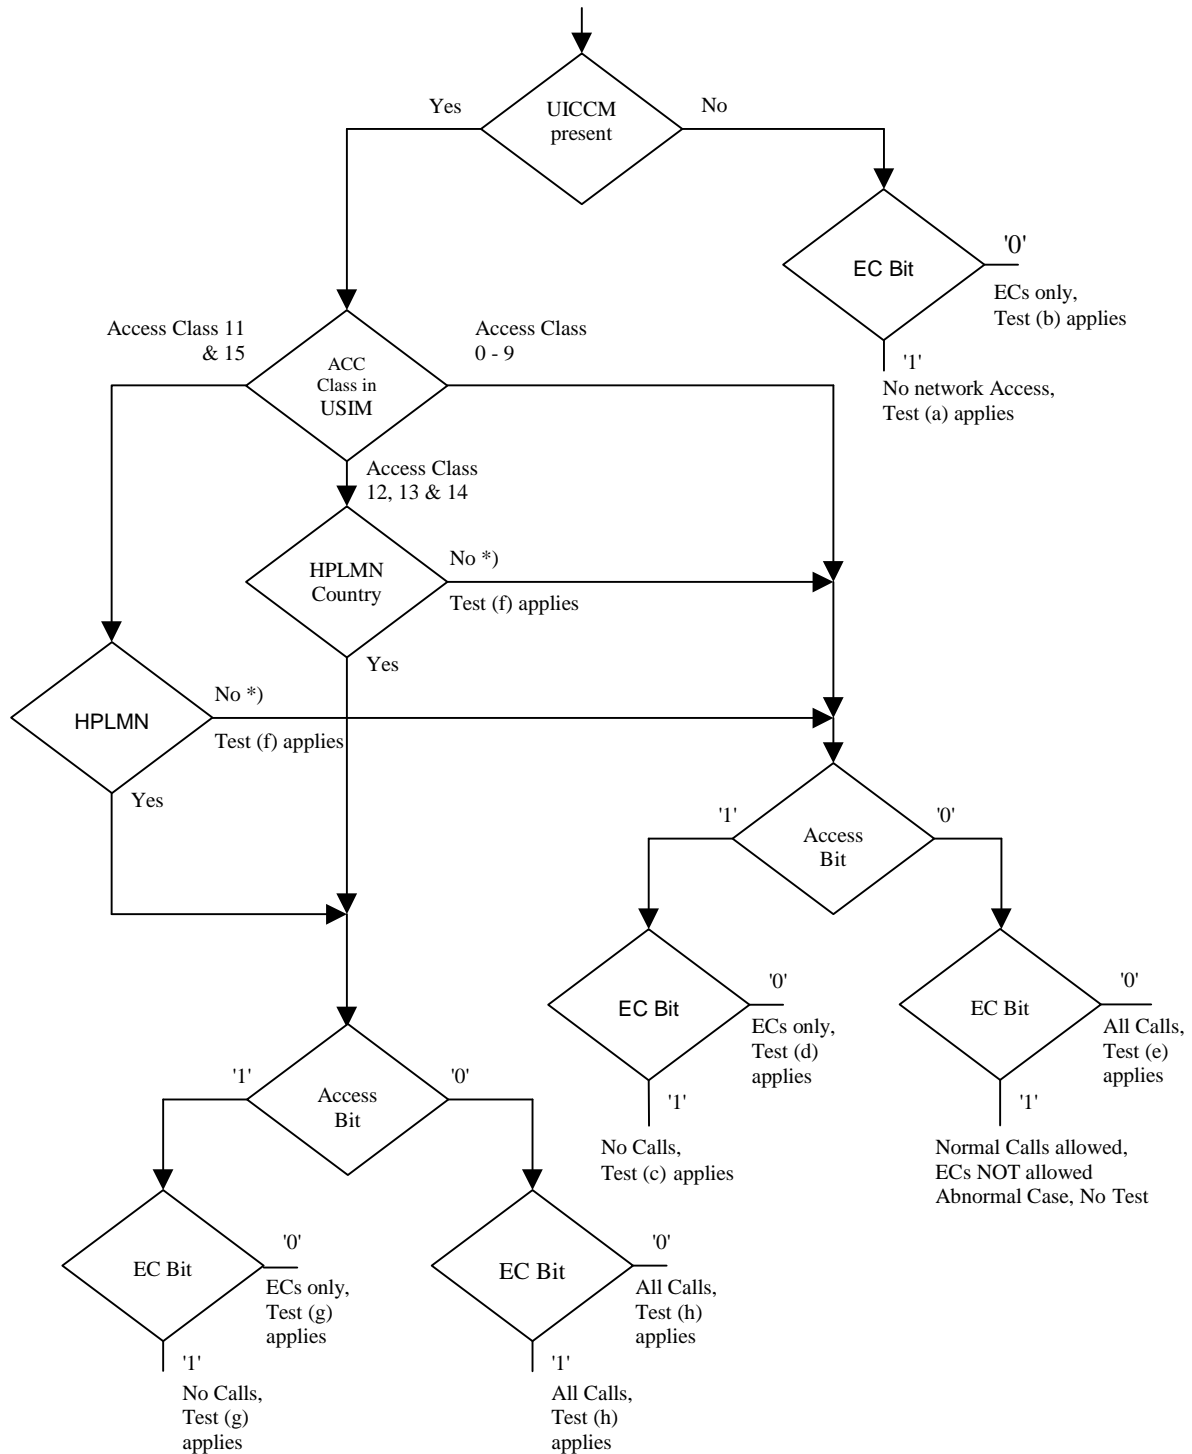 Yes
UICCM
present
No
EC Bit
'0'
ECs only,
Test (b) applies
'1'
No network Access,
Test (a) applies
Access Class 11
& 15
ACC
Class in
USIM
Access Class
0 - 9
Access Class
12, 13 & 14
HPLMN
Country
No *)
Test (f) applies
Yes
HPLMN
No *)
Test (f) applies
Yes
'1'
Access
Bit
'0'
EC Bit
'0'
ECs only,
Test (d)
applies
'1'
No Calls,
Test (c) applies
EC Bit
'0'
All Calls,
Test (e)
applies
'1'
Normal Calls allowed,
ECs NOT allowed
Abnormal Case, No Test
'1'
Access
Bit
'0'
EC Bit
'0'
ECs only,
Test (g)
applies
'1'
No Calls,
Test (g)
applies
EC Bit
'0'
All Calls,
Test (h)
applies
'1'
All Calls,
Test (h)
applies